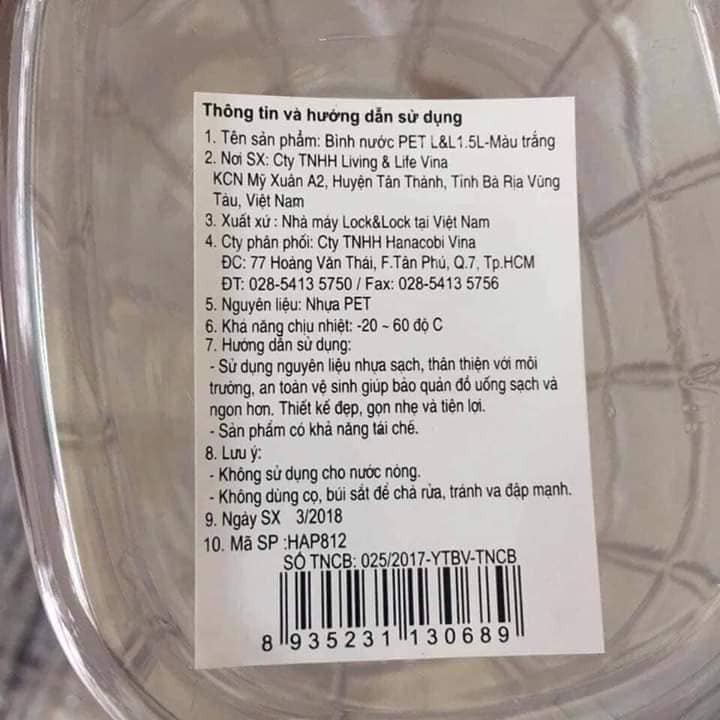 Thông tin và hướng dẫn sử dụng
1. Tên sản phẩm: Bình nước PET L&L1.5L-Màu trắng
2. Nơi SX: Cty TNHH Living & Life Vina
KCN Mỹ Xuân A2, Huyện Tân Thành, Tỉnh Bà Rịa Vũng
Tàu, Việt Nam
3. Xuất xứ : Nhà máy Lock&Lock tại Việt Nam
4. Cty phân phối: Cty TNHH Hanacobi Vina
ĐC: 77 Hoàng Văn Thái, F.Tân Phú, Q.7, Tp.HCM
ĐT: 028-5413 5750 / Fax: 028-5413 5756
5. Nguyên liệu: Nhựa PET
6. Khả năng chịu nhiệt: -20 ~ 60 độ C
7. Hướng dẫn sử dụng:
- Sử dụng nguyên liệu nhựa sạch, thân thiện với môi
trường, an toàn vệ sinh giúp bảo quản đồ uống sạch và
ngon hơn. Thiết kế đẹp, gọn nhẹ và tiện lợi.
- Sản phẩm có khả năng tái chế.
8. Lưu ý:
- Không sử dụng cho nước nóng.
- Không dùng cọ, búi sắt để chà rửa, tránh va đập mạnh.
9. Ngày SX 3/2018
10. Mã SP :HAP812
SỐ TNCB: 025/2017-YTBV-TNCB
8 935231 130689